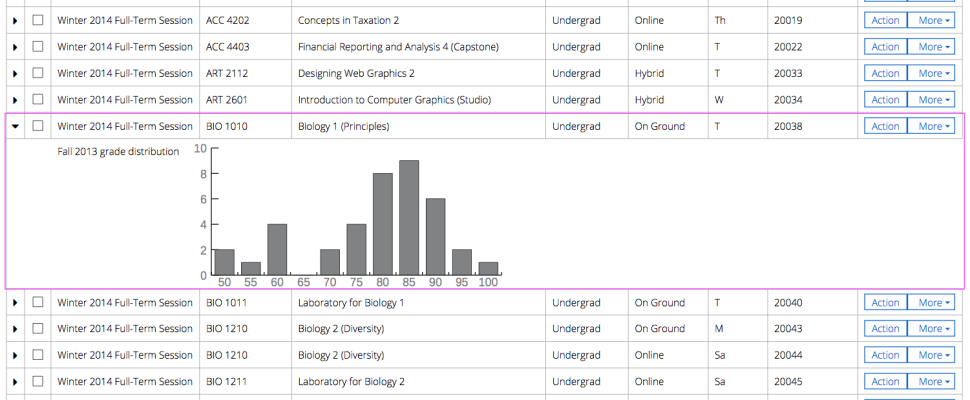 Winter 2014 Full-Term Session ACC 4202 Concepts in Taxation 2 Undergrad Online Th 20019 Action More
Winter 2014 Full-Term Session ACC 4403 Financial Reporting and Analysis 4 (Capstone) Undergrad Online T 20022 Action More
Winter 2014 Full-Term Session ART 2112 Designing Web Graphics 2 Undergrad Hybrid T 20033 Action More
Winter 2014 Full-Term Session ART 2601 Introduction to Computer Graphics (Studio) Undergrad Hybrid W 20034 Action More
Winter 2014 Full-Term Session BIO 1010 Biology 1 (Principles) Undergrad On Ground T 20038 Action More
Fall 2013 grade distribution
10
8
6
4
2
0
50 55 60 65 70 75 80 85 90 95 100
Winter 2014 Full-Term Session BIO 1011 Laboratory for Biology 1 Undergrad On Ground T 20040 Action More
Winter 2014 Full-Term Session BIO 1210 Biology 2 (Diversity) Undergrad On Ground M 20043 Action More
Winter 2014 Full-Term Session BIO 1210 Biology 2 (Diversity) Undergrad Online Sa 20044 Action More
Winter 2014 Full-Term Session BIO 1211 Laboratory for Biology 2 Undergrad Online Sa 20045 Action More